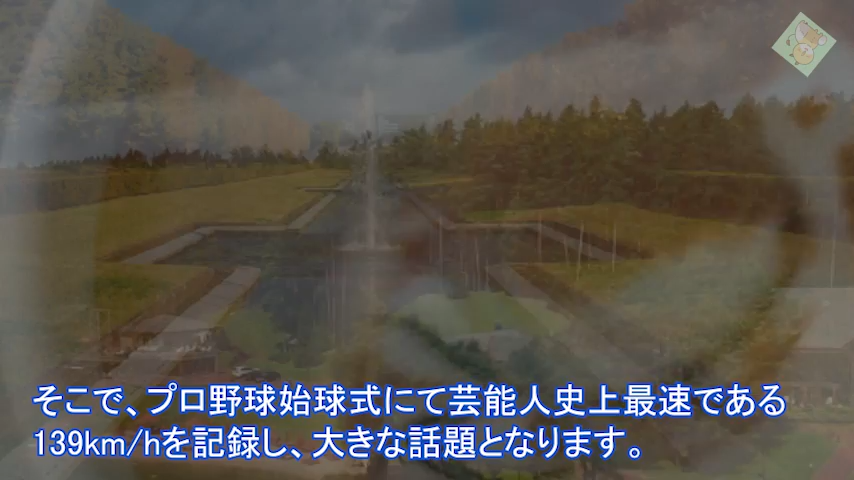 そこで、プロ野球始球式にて芸能人史上最速である
139km/hを記録し、大きな話題となります。